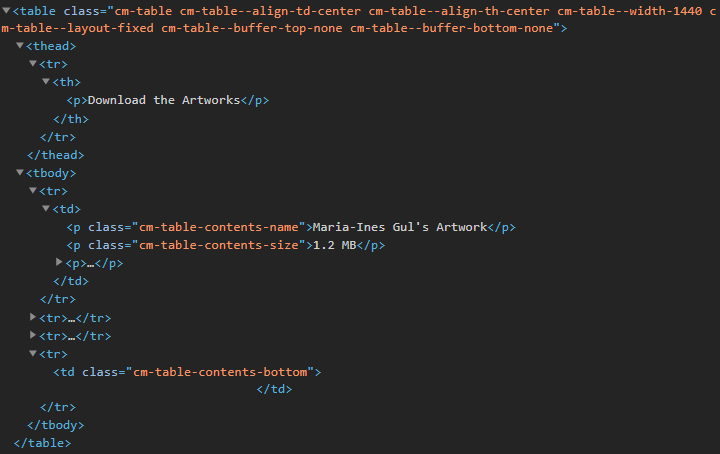 <table class="cm-table cm-table--align-td-center cm-table--align-th-center cm-table--width-1440 c
m-table--layout-fixed cm-table--buffer-top-none cm-table--buffer-bottom-none">
<thead>
<tr>
<th>
<p>Download the Artworks</p>
</th>
</tr>
</thead>
<tbody>
<tr>
<td>
<p class="cm-table-contents-name">Maria-Ines Gul's Artwork</p>
<p class="cm-table-contents-size">1.2 MB</p>
<p>…</p>
</td>
</tr>
<tr>…</tr>
<tr>…</tr>
<tr>
<td class="cm-table-contents-bottom">
</td>
</tr>
</tbody>
</table>